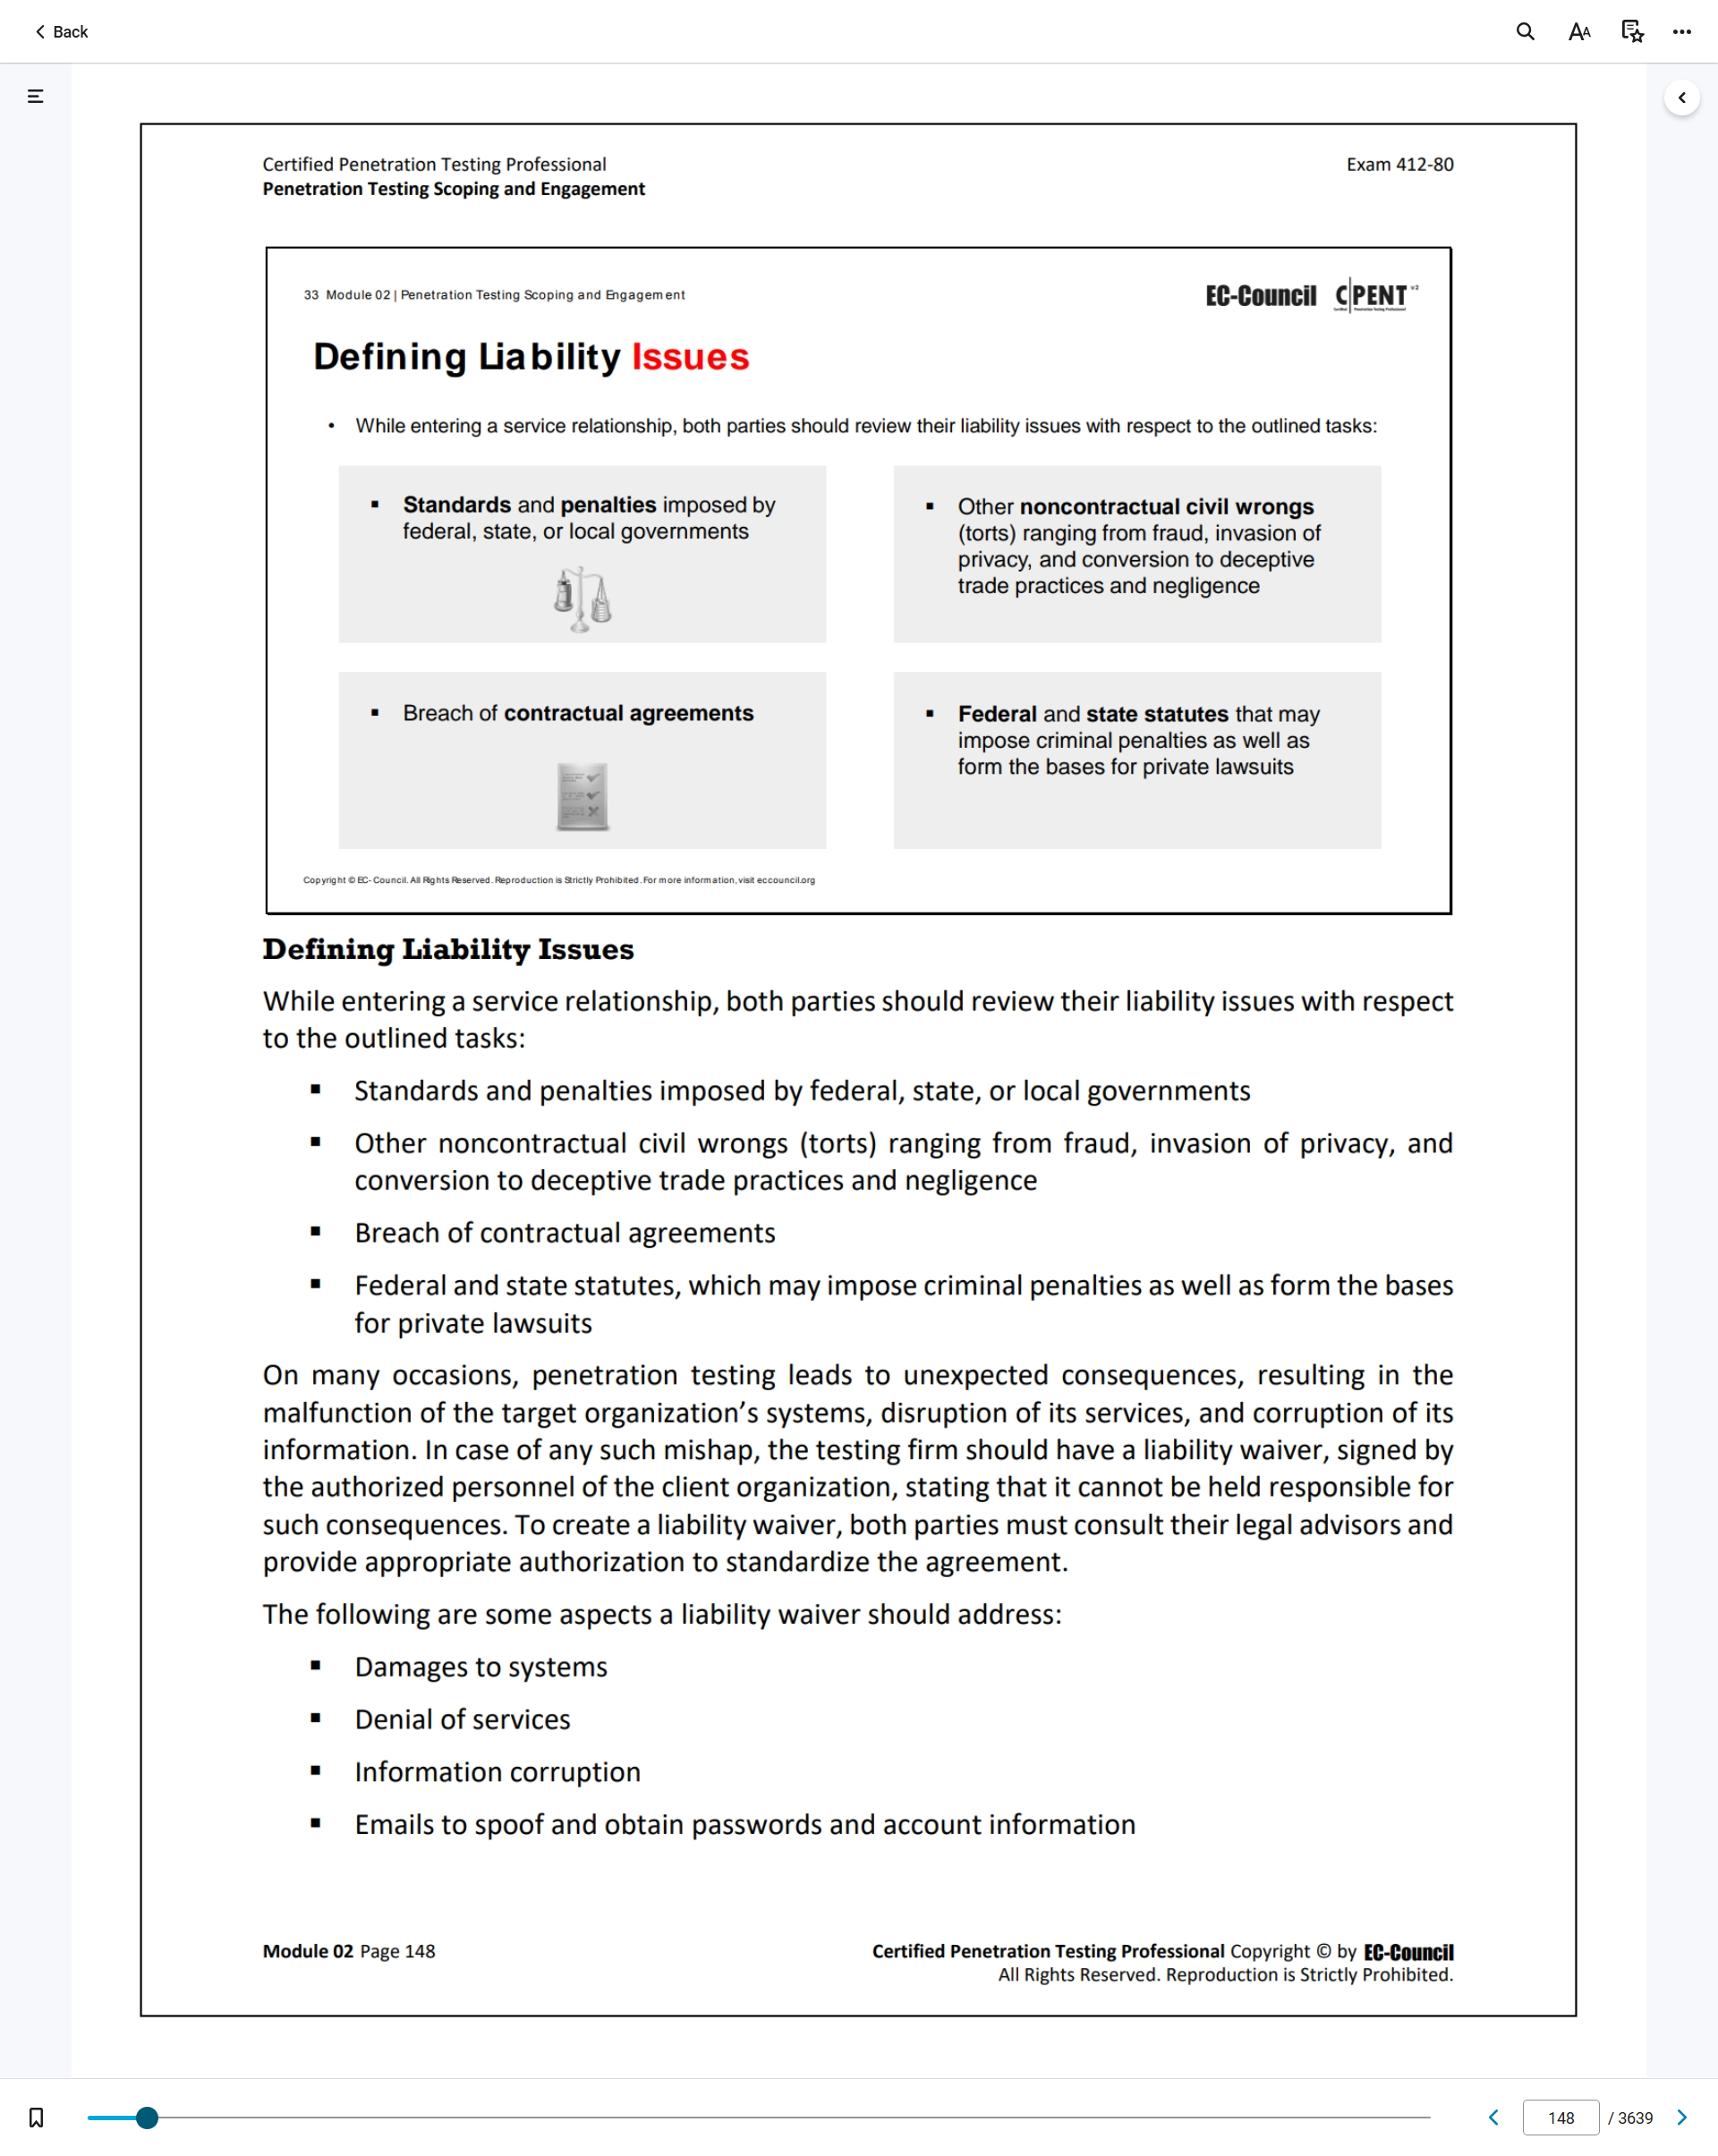 Back
Certified Penetration Testing Professional
Exam 412-80
Penetration Testing Scoping and Engagement
33 Module 02 | Penetration Testing Scoping and Engagement
EC-Council CPENT v2
Defining Liability Issues
• While entering a service relationship, both parties should review their liability issues with respect to the outlined tasks:
▪ Standards and penalties imposed by
federal, state, or local governments
▪ Other noncontractual civil wrongs
(torts) ranging from fraud, invasion of
privacy, and conversion to deceptive
trade practices and negligence
▪ Breach of contractual agreements
▪ Federal and state statutes that may
impose criminal penalties as well as
form the bases for private lawsuits
Copyright © EC-Council. All Rights Reserved. Reproduction is Strictly Prohibited. For more information, visit eccouncil.org
Defining Liability Issues
While entering a service relationship, both parties should review their liability issues with respect
to the outlined tasks:
▪ Standards and penalties imposed by federal, state, or local governments
▪ Other noncontractual civil wrongs (torts) ranging from fraud, invasion of privacy, and
conversion to deceptive trade practices and negligence
▪ Breach of contractual agreements
▪ Federal and state statutes, which may impose criminal penalties as well as form the bases
for private lawsuits
On many occasions, penetration testing leads to unexpected consequences, resulting in the
malfunction of the target organization’s systems, disruption of its services, and corruption of its
information. In case of any such mishap, the testing firm should have a liability waiver, signed by
the authorized personnel of the client organization, stating that it cannot be held responsible for
such consequences. To create a liability waiver, both parties must consult their legal advisors and
provide appropriate authorization to standardize the agreement.
The following are some aspects a liability waiver should address:
▪ Damages to systems
▪ Denial of services
▪ Information corruption
▪ Emails to spoof and obtain passwords and account information
Module 02 Page 148
Certified Penetration Testing Professional Copyright © by EC-Council
All Rights Reserved. Reproduction is Strictly Prohibited.
148 / 3639